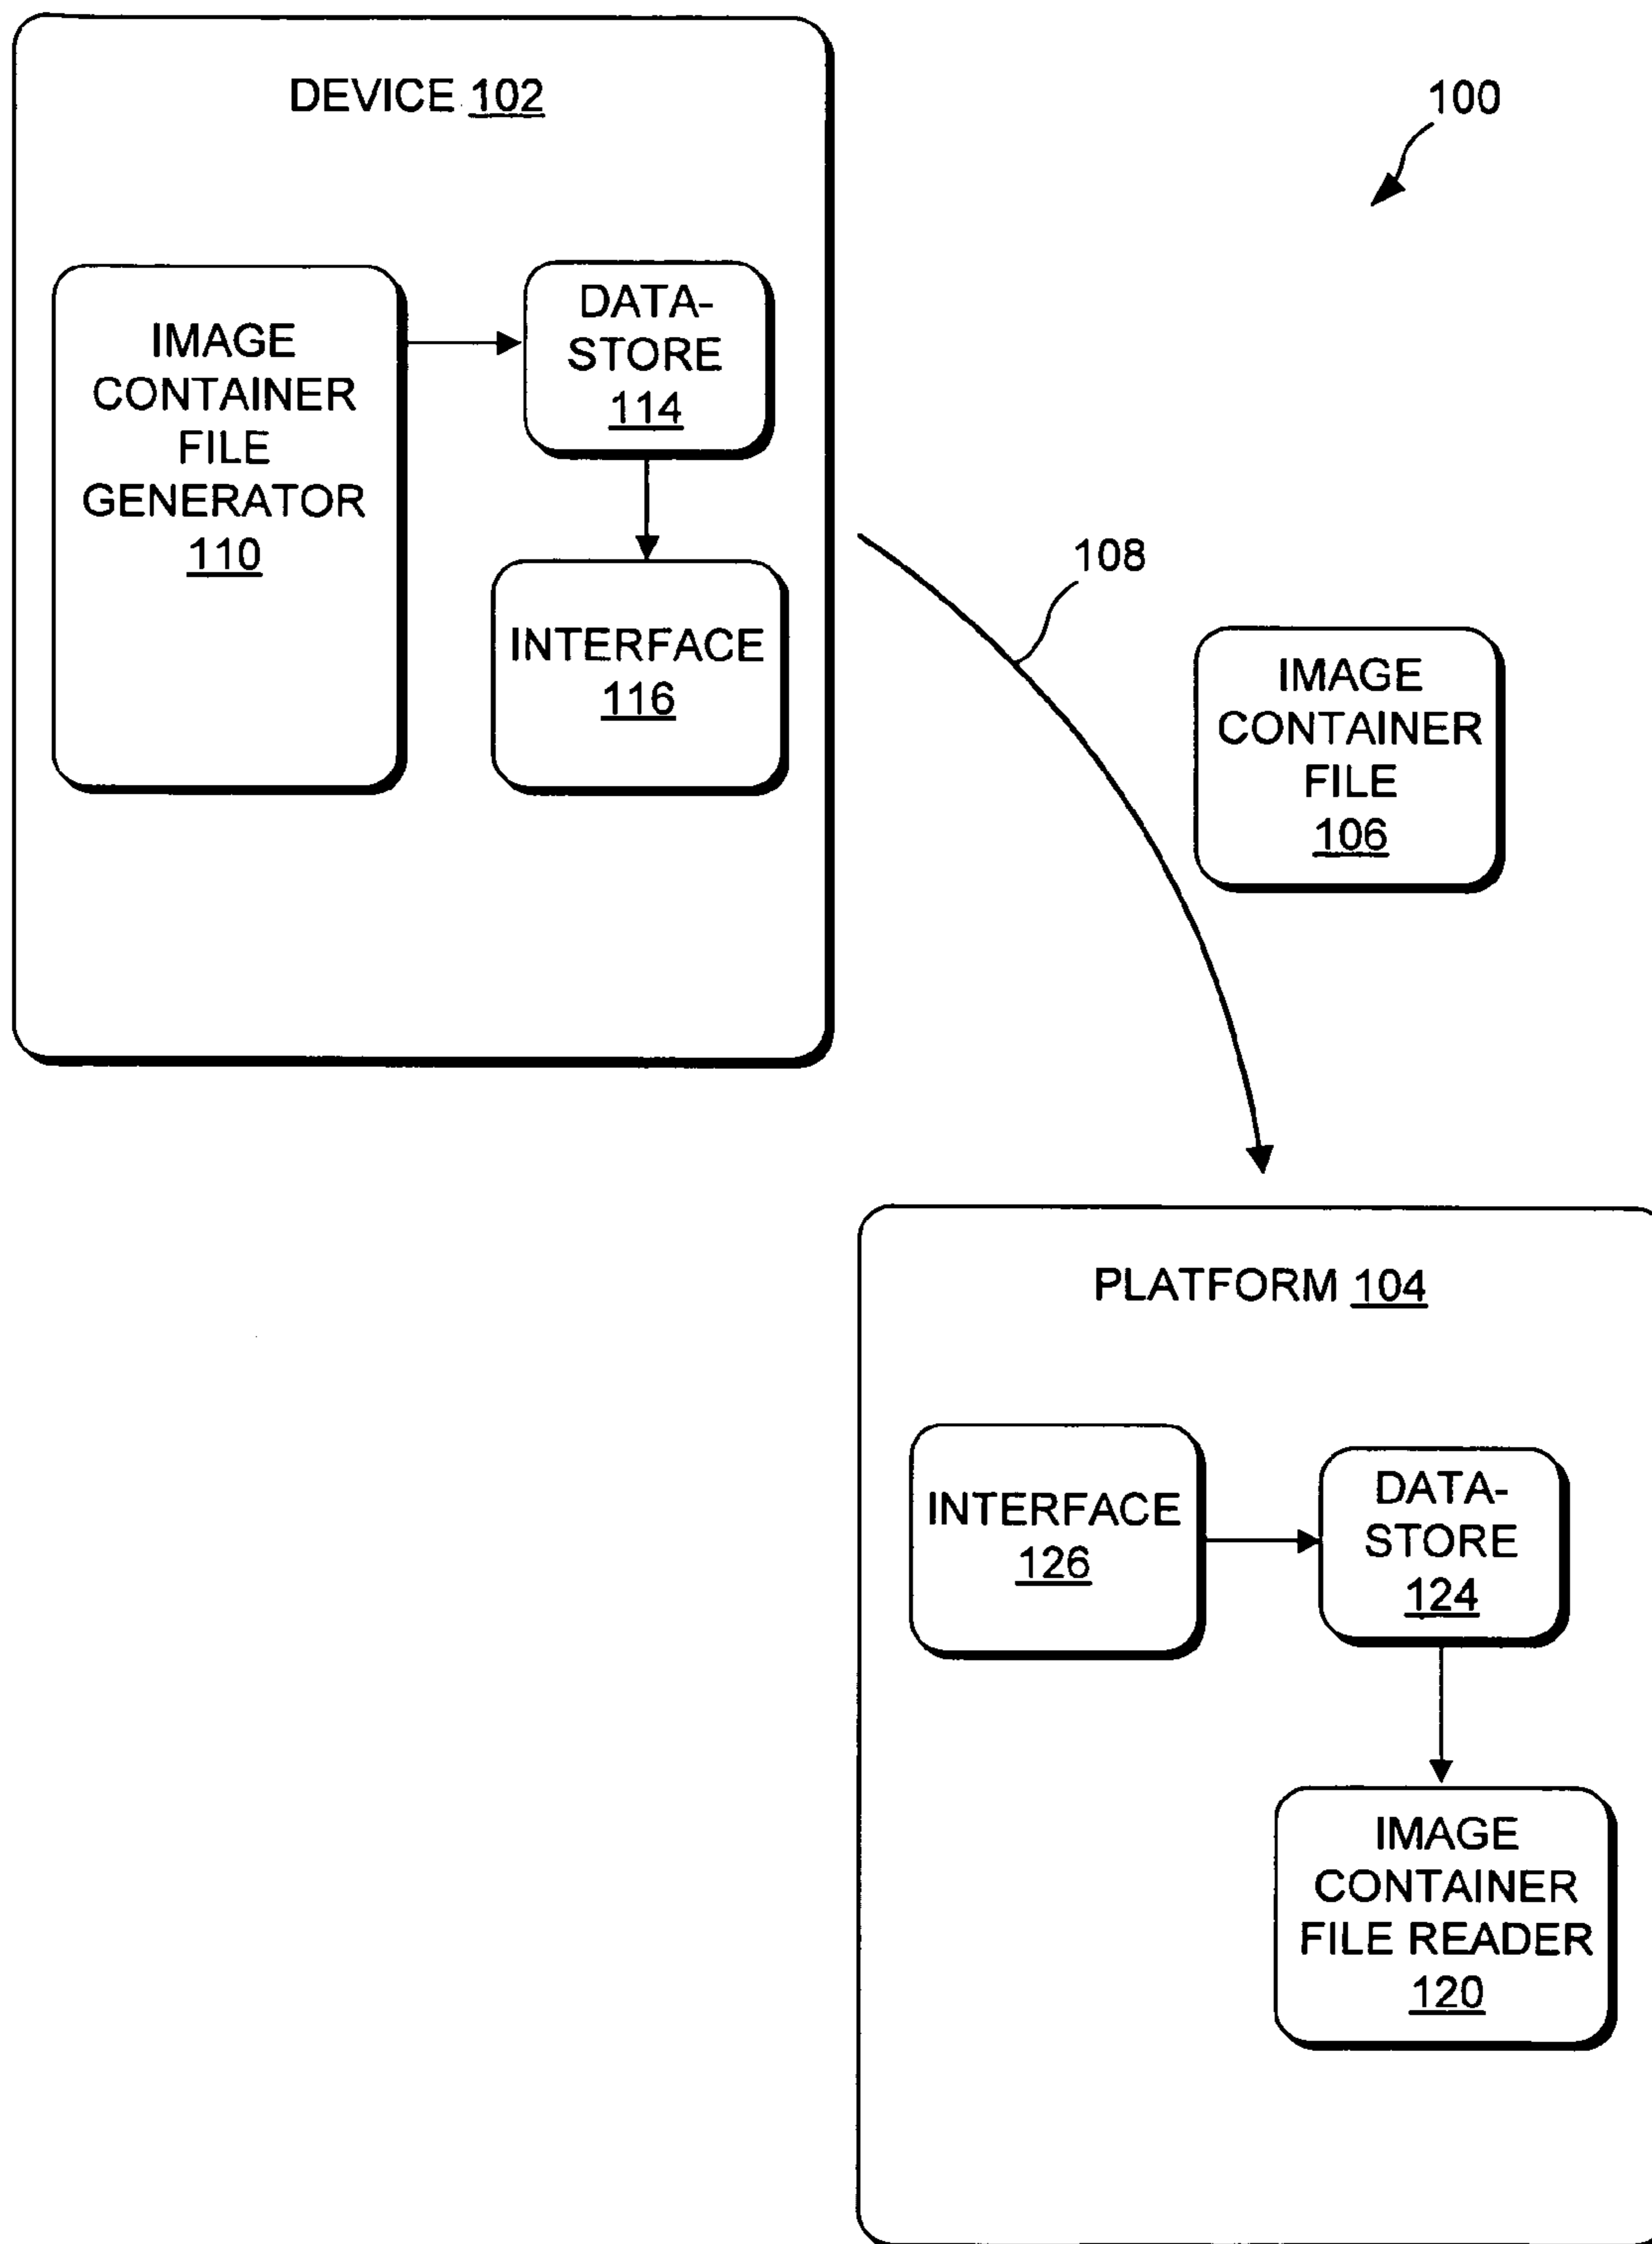 DEVICE 102
100
IMAGE
CONTAINER
FILE
GENERATOR
110
DATA-
STORE
114
INTERFACE
116
108
IMAGE
CONTAINER
FILE
106
PLATFORM 104
INTERFACE
126
DATA-
STORE
124
IMAGE
CONTAINER
FILE READER
120